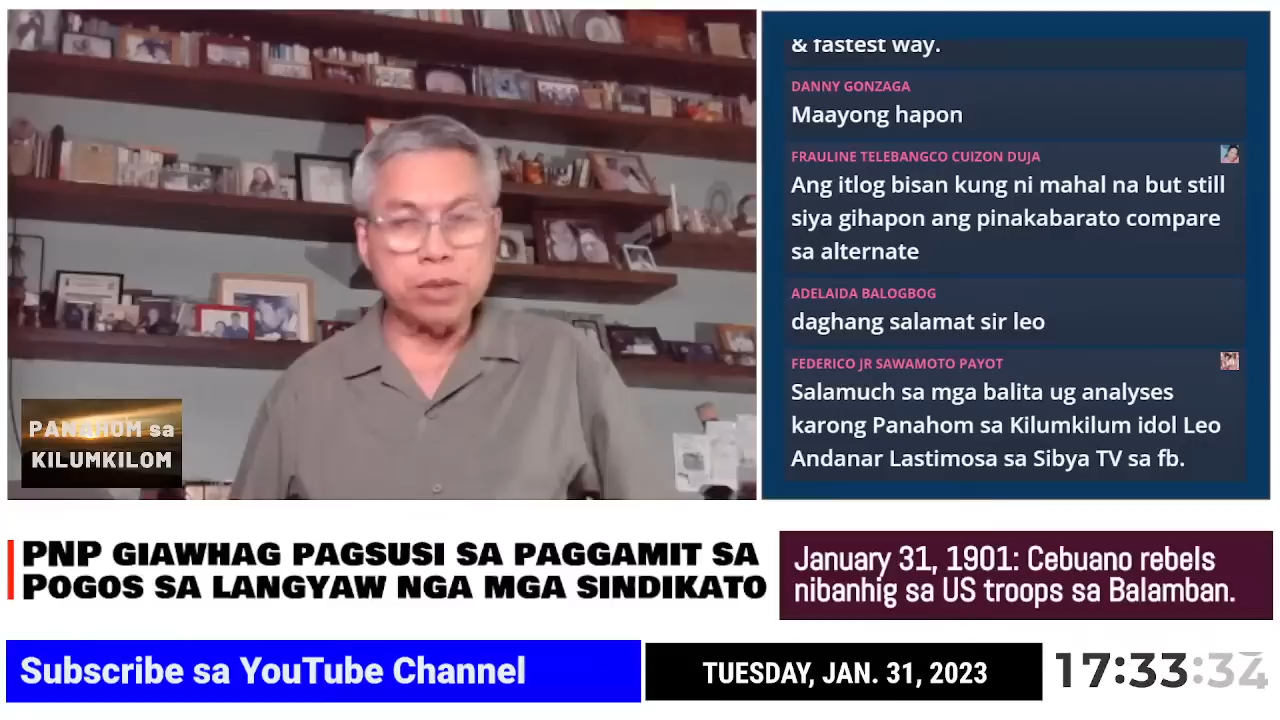 PANAHOM sa
KILUMKILOM
& fastest way.
DANNY GONZAGA
Maayong hapon
FRAULINE TELEBANGCO CUIZON DUJA
Ang itlog bisan kung ni mahal na but still
siya gihapon ang pinakabarato compare
sa alternate
ADELAIDA BALOGBOG
daghang salamat sir leo
FEDERICO JR SAWAMOTO PAYOT
Salamuch sa mga balita ug analyses
karong Panahom sa Kilumkilum idol Leo
Andanar Lastimosa sa Sibya TV sa fb.
PNP GIAWHAG PAGSUSI SA PAGGAMIT SA
POGOS SA LANGYAW NGA MGA SINDIKATO
January 31, 1901: Cebuano rebels
nibanhig sa US troops sa Balamban.
Subscribe sa YouTube Channel
TUESDAY, JAN. 31, 2023
17:33:34